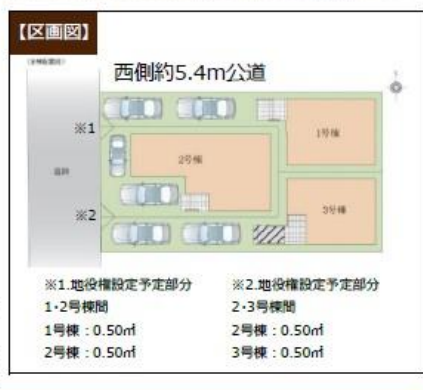 【区画図】
西側約5.4m公道
※1
1号棟
2号棟
道路
※2
3号棟
※1.地役権設定予定部分
1・2号棟間
1号棟：0.50㎡
2号棟：0.50㎡
※2.地役権設定予定部分
2・3号棟間
2号棟：0.50㎡
3号棟：0.50㎡